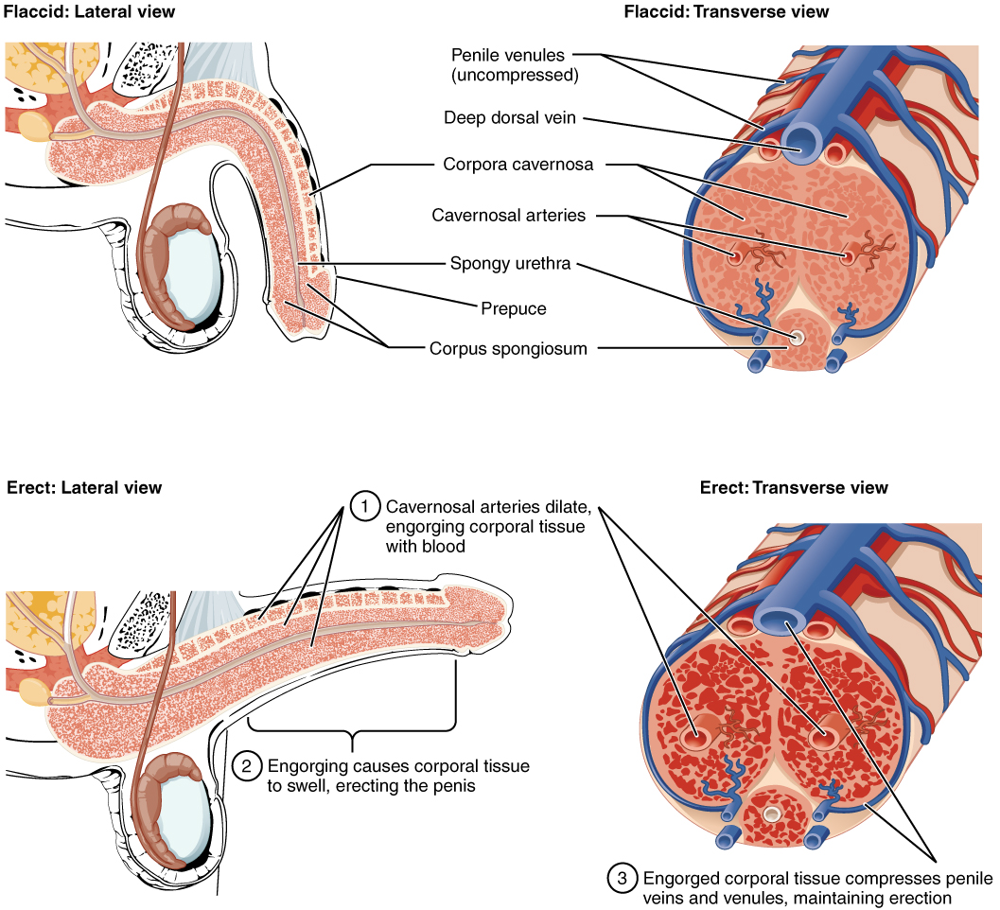 Flaccid: Lateral view
Flaccid: Transverse view
Penile venules
(uncompressed)
Deep dorsal vein
Corpora cavernosa
Cavernosal arteries
Spongy urethra
Prepuce
Corpus spongiosum
Erect: Lateral view
Erect: Transverse view
1 Cavernosal arteries dilate,
engorging corporal tissue
with blood
2 Engorging causes corporal tissue
to swell, erecting the penis
3 Engorged corporal tissue compresses penile
veins and venules, maintaining erection